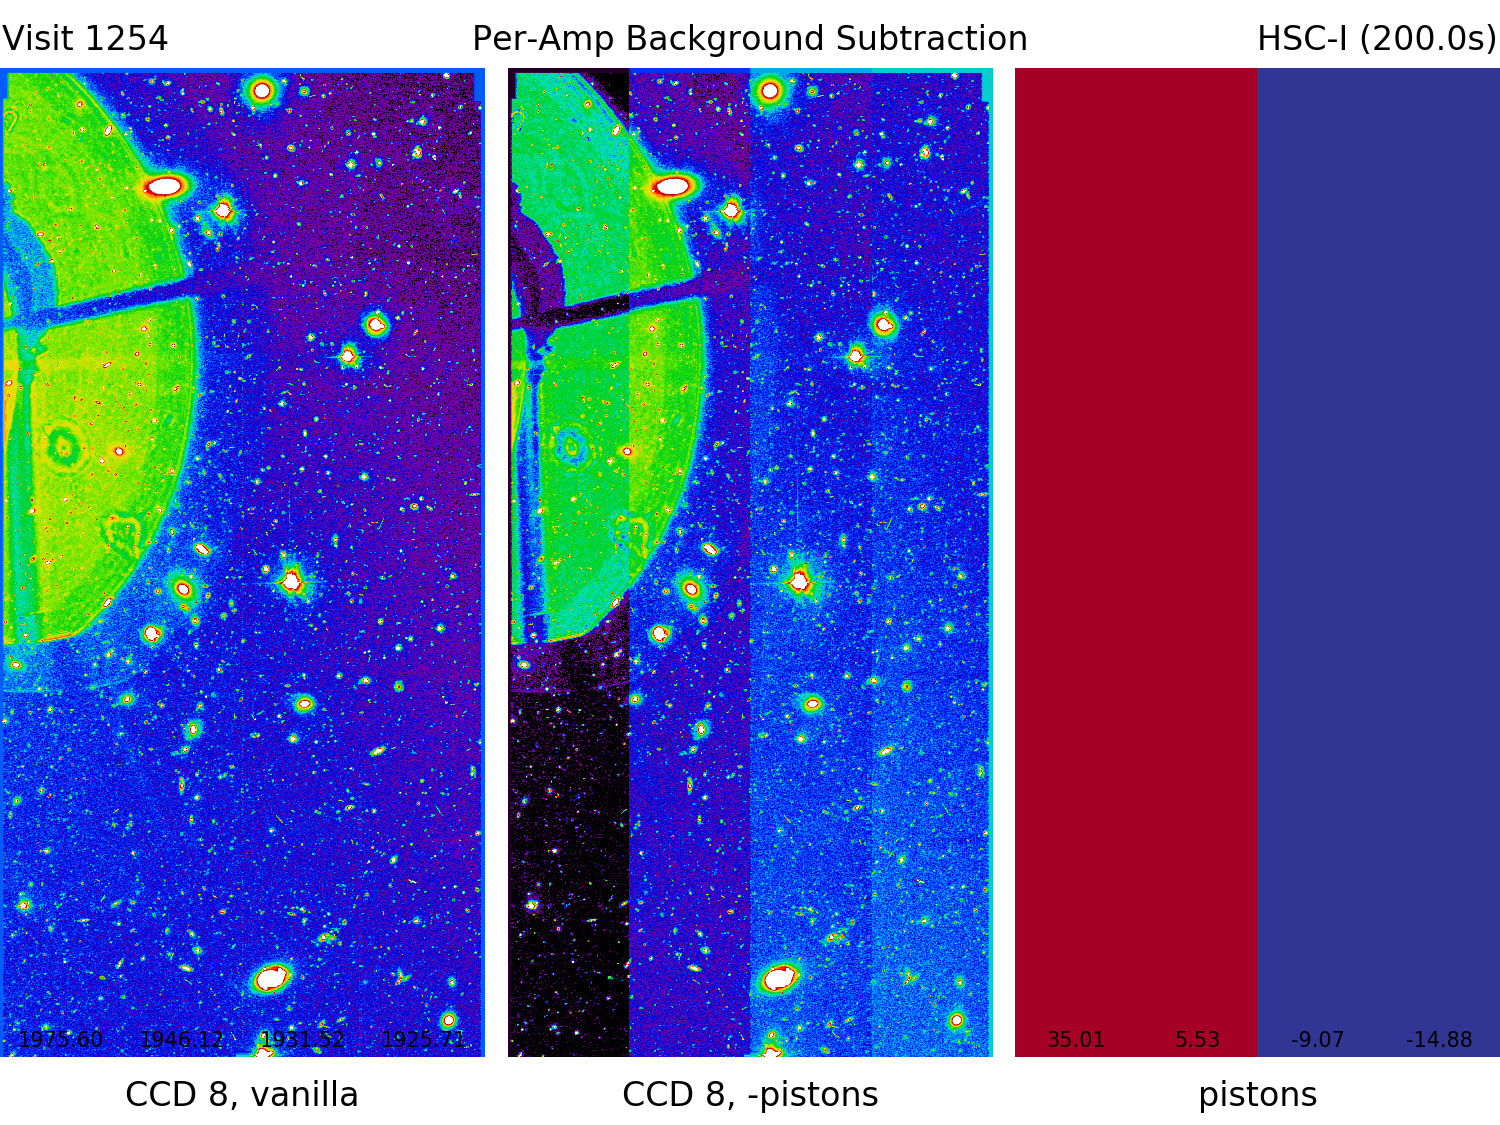 Visit 1254
Per-Amp Background Subtraction
HSC-I (200.0s)
1975.60 1946.12 1931.52 1925.71
35.01 5.53 -9.07 -14.88
CCD 8, vanilla
CCD 8, -pistons
pistons